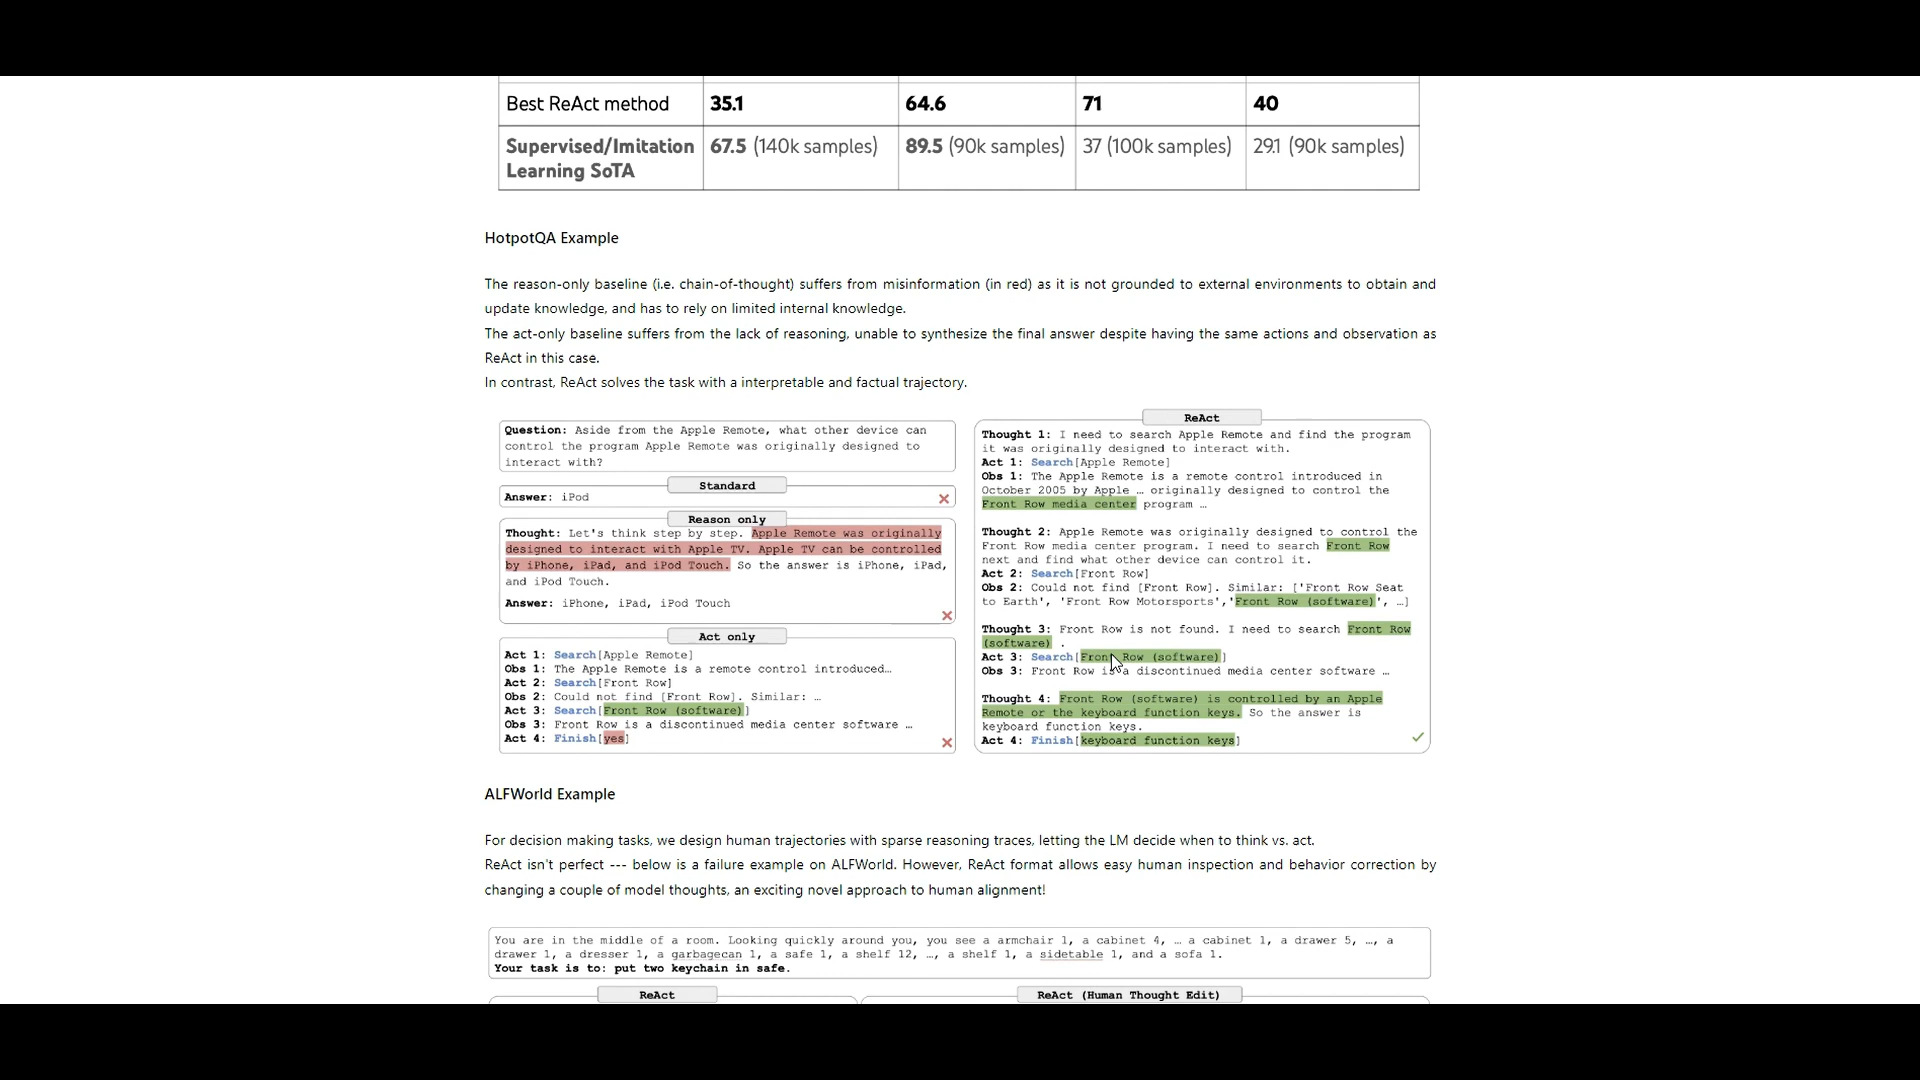 Best ReAct method 35.1 64.6 71 40
Supervised/Imitation Learning SoTA 67.5 (140k samples) 89.5 (90k samples) 37 (100k samples) 29.1 (90k samples)
HotpotQA Example
The reason-only baseline (i.e. chain-of-thought) suffers from misinformation (in red) as it is not grounded to external environments to obtain and
update knowledge, and has to rely on limited internal knowledge.
The act-only baseline suffers from the lack of reasoning, unable to synthesize the final answer despite having the same actions and observation as
ReAct in this case.
In contrast, ReAct solves the task with a interpretable and factual trajectory.
Question: Aside from the Apple Remote, what other device can
control the program Apple Remote was originally designed to
interact with?
Standard
Answer: iPod
Reason only
Thought: Let's think step by step. Apple Remote was originally
designed to interact with Apple TV. Apple TV can be controlled
by iPhone, iPad, and iPod Touch. So the answer is iPhone, iPad,
and iPod Touch.
Answer: iPhone, iPad, iPod Touch
Act only
Act 1: Search[Apple Remote]
Obs 1: The Apple Remote is a remote control introduced…
Act 2: Search[Front Row]
Obs 2: Could not find [Front Row]. Similar: …
Act 3: Search[Front Row (software)]
Obs 3: Front Row is a discontinued media center software …
Act 4: Finish[yes]
ReAct
Thought 1: I need to search Apple Remote and find the program
it was originally designed to interact with.
Act 1: Search[Apple Remote]
Obs 1: The Apple Remote is a remote control introduced in
October 2005 by Apple … originally designed to control the
Front Row media center program …
Thought 2: Apple Remote was originally designed to control the
Front Row media center program. I need to search Front Row
next and find what other device can control it.
Act 2: Search[Front Row]
Obs 2: Could not find [Front Row]. Similar: ['Front Row Seat
to Earth', 'Front Row Motorsports','Front Row (software)', …]
Thought 3: Front Row is not found. I need to search Front Row
(software) .
Act 3: Search[Front Row (software)]
Obs 3: Front Row is a discontinued media center software …
Thought 4: Front Row (software) is controlled by an Apple
Remote or the keyboard function keys. So the answer is
keyboard function keys.
Act 4: Finish[keyboard function keys]
ALFWorld Example
For decision making tasks, we design human trajectories with sparse reasoning traces, letting the LM decide when to think vs. act.
ReAct isn't perfect --- below is a failure example on ALFWorld. However, ReAct format allows easy human inspection and behavior correction by
changing a couple of model thoughts, an exciting novel approach to human alignment!
You are in the middle of a room. Looking quickly around you, you see a armchair 1, a cabinet 4, … a cabinet 1, a drawer 5, …, a
drawer 1, a dresser 1, a garbagecan 1, a safe 1, a shelf 12, …, a shelf 1, a sidetable 1, and a sofa 1.
Your task is to: put two keychain in safe.
ReAct
ReAct (Human Thought Edit)